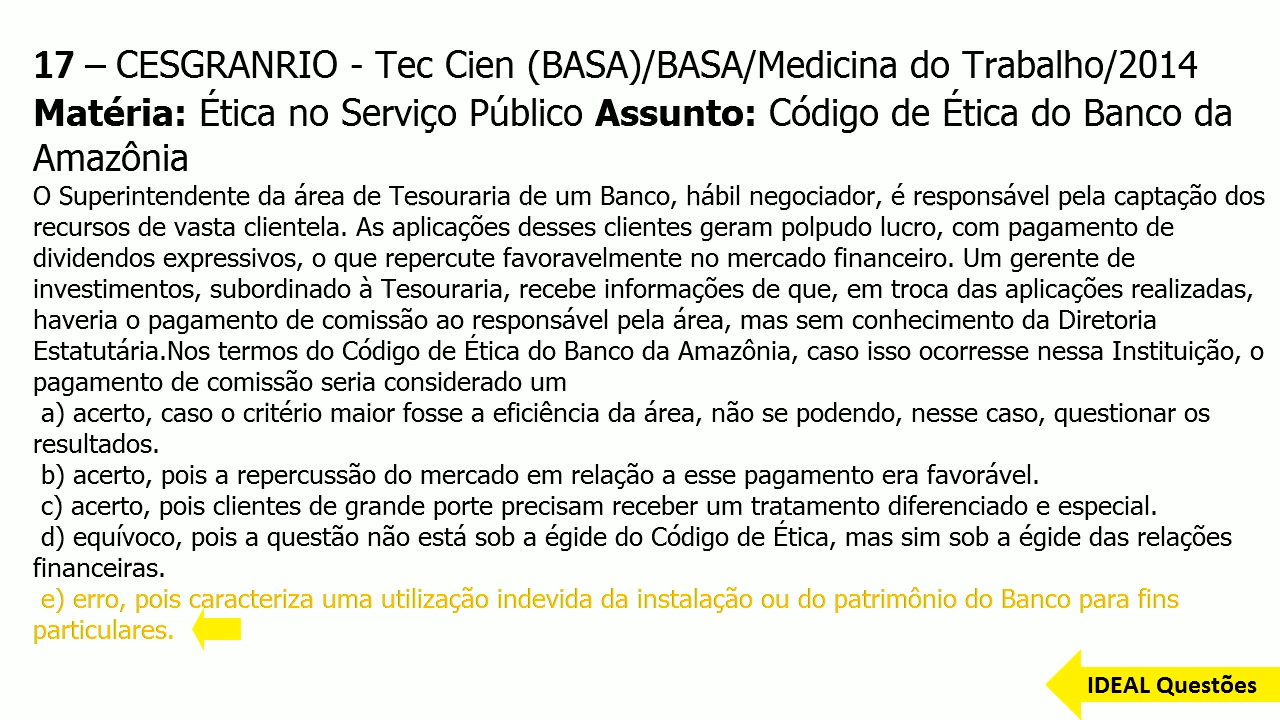 17 – CESGRANRIO - Tec Cien (BASA)/BASA/Medicina do Trabalho/2014
Matéria: Ética no Serviço Público Assunto: Código de Ética do Banco da
Amazônia
O Superintendente da área de Tesouraria de um Banco, hábil negociador, é responsável pela captação dos
recursos de vasta clientela. As aplicações desses clientes geram polpudo lucro, com pagamento de
dividendos expressivos, o que repercute favoravelmente no mercado financeiro. Um gerente de
investimentos, subordinado à Tesouraria, recebe informações de que, em troca das aplicações realizadas,
haveria o pagamento de comissão ao responsável pela área, mas sem conhecimento da Diretoria
Estatutária.Nos termos do Código de Ética do Banco da Amazônia, caso isso ocorresse nessa Instituição, o
pagamento de comissão seria considerado um
a) acerto, caso o critério maior fosse a eficiência da área, não se podendo, nesse caso, questionar os
resultados.
b) acerto, pois a repercussão do mercado em relação a esse pagamento era favorável.
c) acerto, pois clientes de grande porte precisam receber um tratamento diferenciado e especial.
d) equívoco, pois a questão não está sob a égide do Código de Ética, mas sim sob a égide das relações
financeiras.
e) erro, pois caracteriza uma utilização indevida da instalação ou do patrimônio do Banco para fins
particulares.
IDEAL Questões